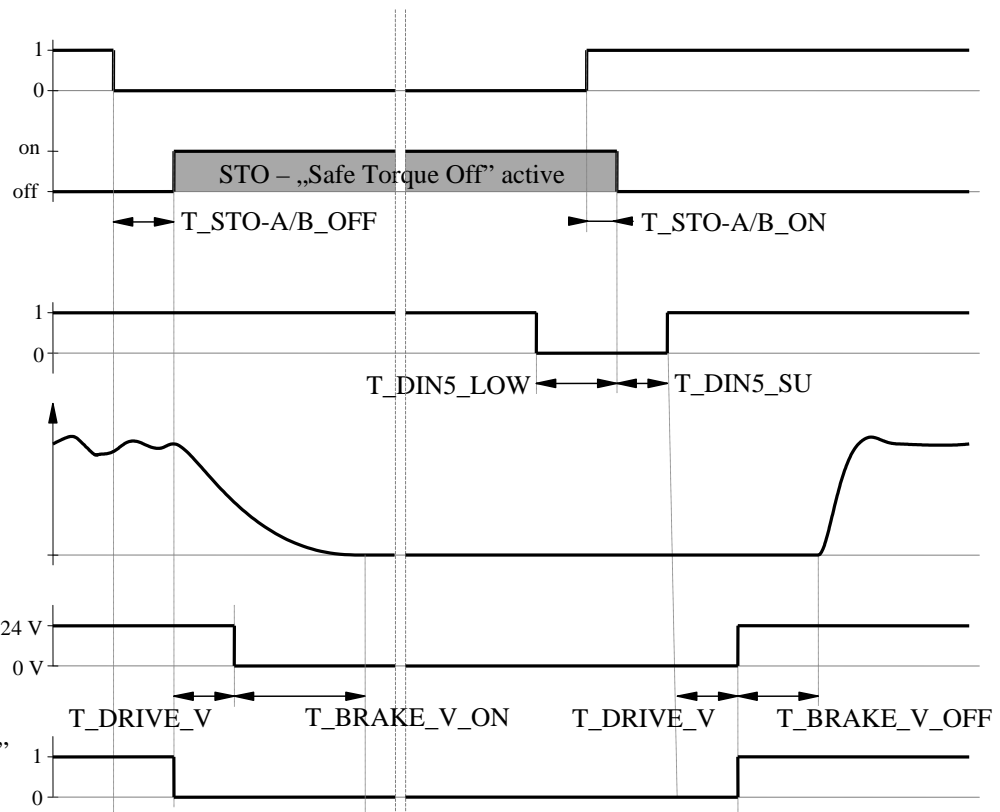 1
0
on
STO – „Safe Torque Off” active
off
T_STO-A/B_OFF
T_STO-A/B_ON
1
0
T_DIN5_LOW
T_DIN5_SU
24 V
0 V
T_DRIVE_V
T_BRAKE_V_ON
T_DRIVE_V
T_BRAKE_V_OFF
”
1
0